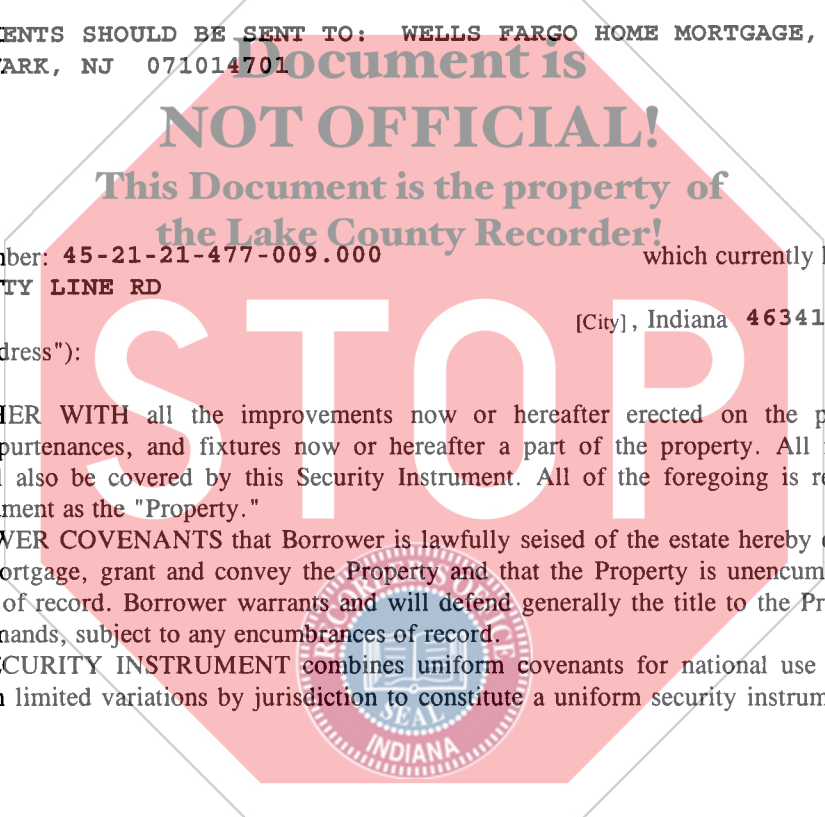 ENTS SHOULD BE SENT TO: WELLS FARGO HOME MORTGAGE,
ARK, NJ 071014701
Document is
NOT OFFICIAL!
This Document is the property of
the Lake County Recorder!
ber: 45-21-21-477-009.000 which currently
TY LINE RD
[City], Indiana 46341
dress"):
STOP
HER WITH all the improvements now or hereafter erected on the p
purtenances, and fixtures now or hereafter a part of the property. All
also be covered by this Security Instrument. All of the foregoing is re
ment as the "Property."
WER COVENANTS that Borrower is lawfully seised of the estate hereby
ortgage, grant and convey the Property and that the Property is unencum
of record. Borrower warrants and will defend generally the title to the Pr
mands, subject to any encumbrances of record.
ECURITY INSTRUMENT combines uniform covenants for national use
limited variations by jurisdiction to constitute a uniform security instrum
RECORDER'S OFFICE
SEAL
INDIANA